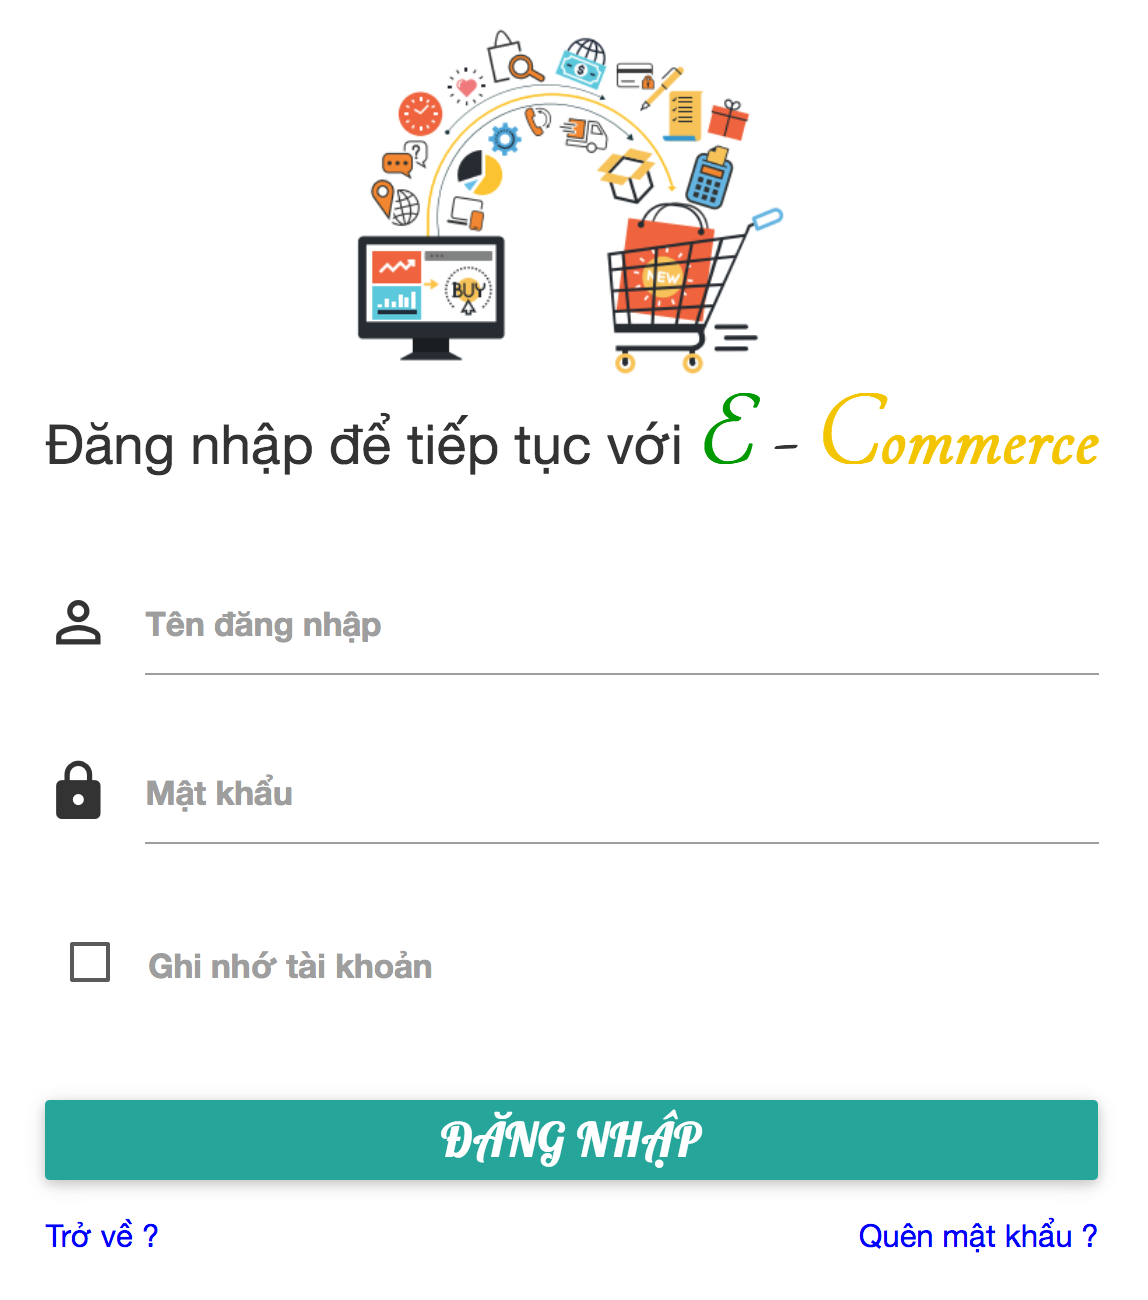 BUY
NEW
Đăng nhập để tiếp tục với E - Commerce
Tên đăng nhập
Mật khẩu
Ghi nhớ tài khoản
ĐĂNG NHẬP
Trở về ?
Quên mật khẩu ?